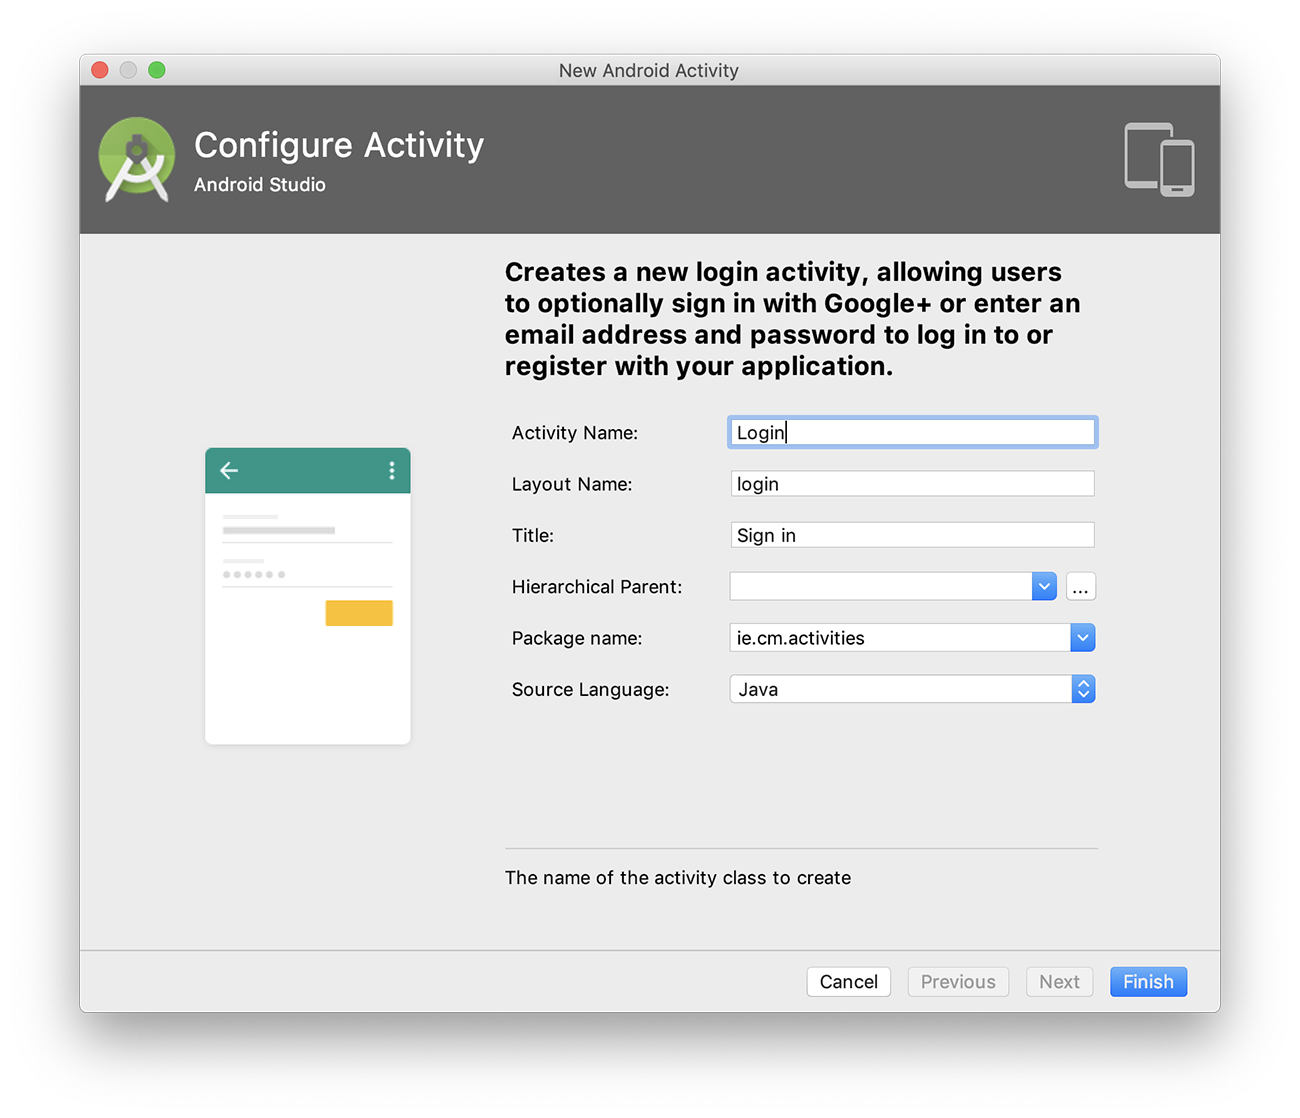 New Android Activity
Configure Activity
Android Studio
Creates a new login activity, allowing users
to optionally sign in with Google+ or enter an
email address and password to log in to or
register with your application.
Activity Name: Login
Layout Name: login
Title: Sign in
Hierarchical Parent: ...
Package name: ie.cm.activities
Source Language: Java
The name of the activity class to create
Cancel Previous Next Finish